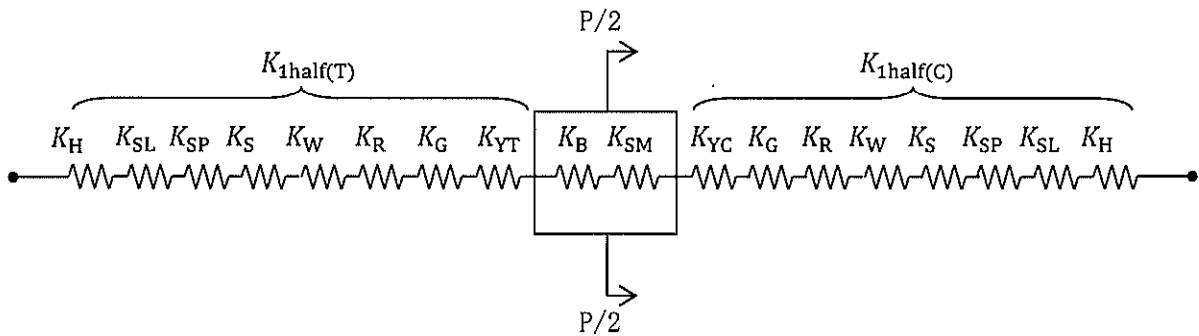 P/2
K1half(T) K1half(C)
KH KSL KSP KS KW KR KG KYT KB KSM KYC KG KR KW KS KSP KSL KH
P/2